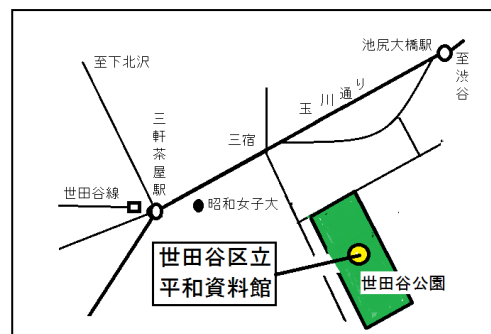 池尻大橋駅
至渋谷
至下北沢
玉川通り
三宿
三軒茶屋駅
世田谷線
昭和女子大
世田谷区立
平和資料館
世田谷公園